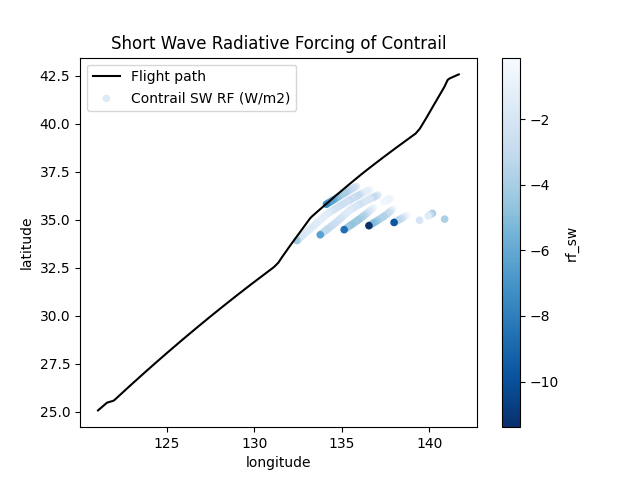 Short Wave Radiative Forcing of Contrail
Flight path
Contrail SW RF (W/m2)
42.5
40.0
37.5
35.0
32.5
30.0
27.5
25.0
latitude
125
130
135
140
longitude
−2
−4
−6
−8
−10
rf_sw